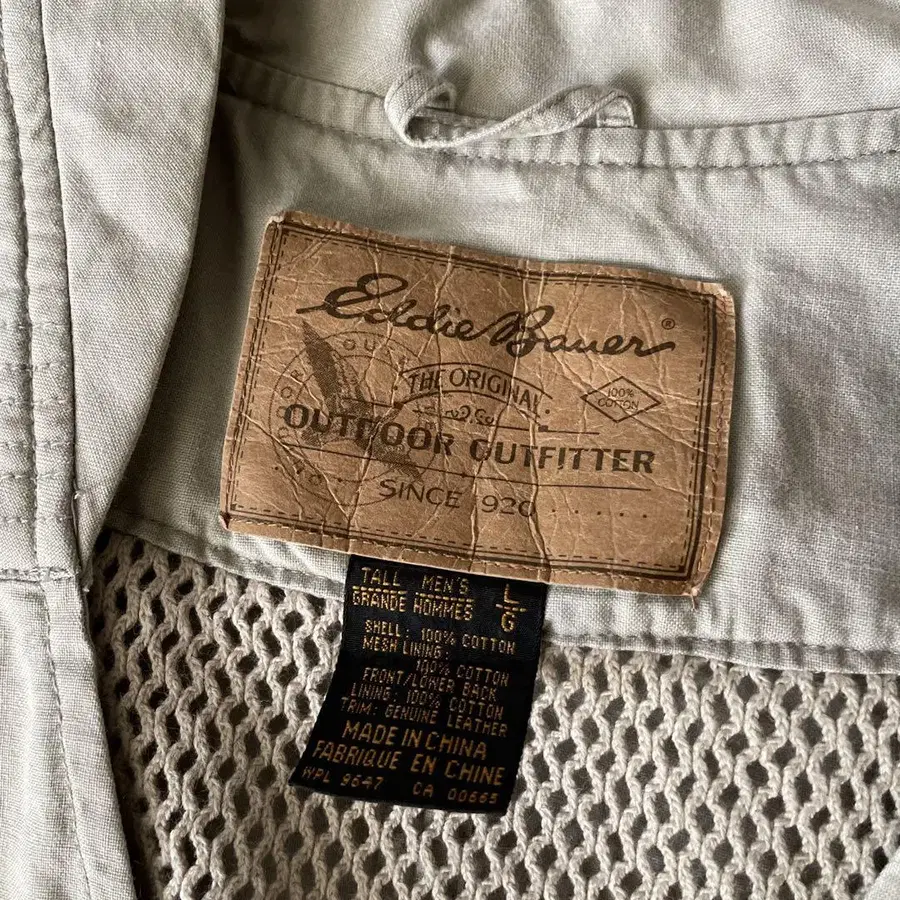 Eddie Bauer ®
THE ORIGINAL
100%
COTTON
OUTDOOR OUTFITTER
SINCE 920
TALL MEN'S L
GRANDE HOMMES G
SHELL: 100% COTTON
MESH LINING:
100% COTTON
FRONT/LOWER BACK
LINING: 100% COTTON
TRIM: GENUINE LEATHER
MADE IN CHINA
FABRIQUE EN CHINE
WPL 9647 CA 00665